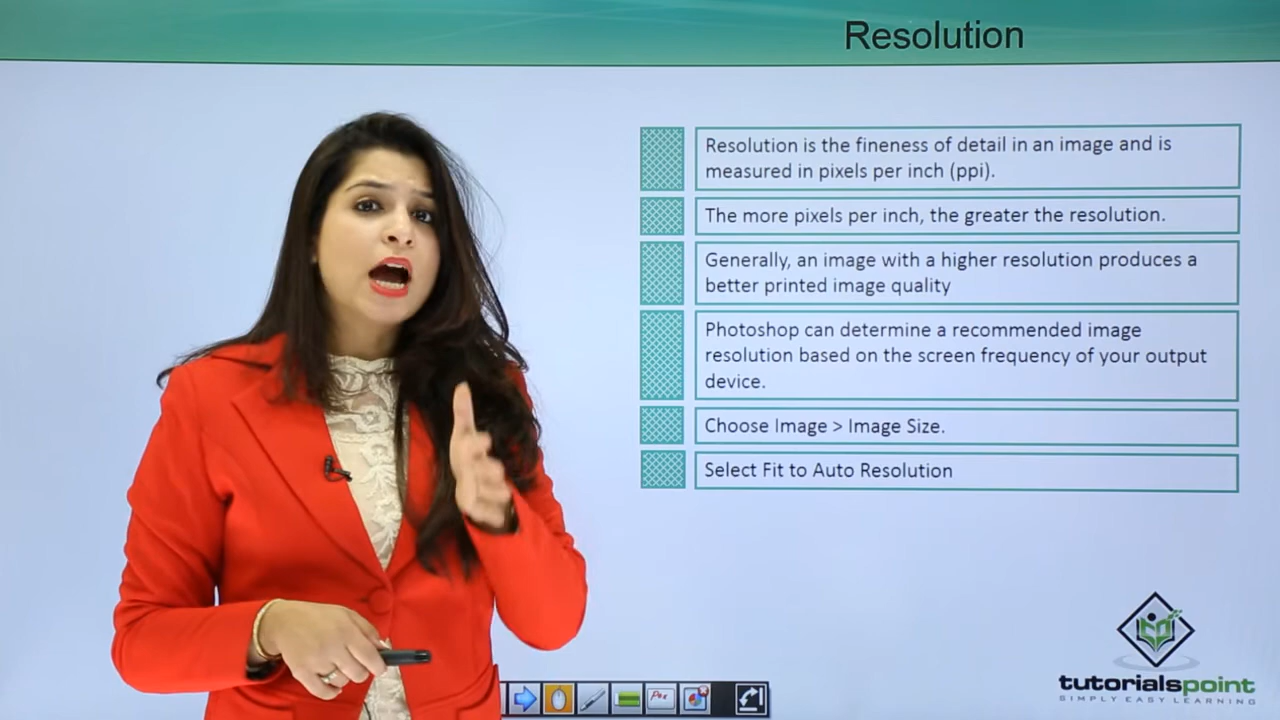 Resolution
Resolution is the fineness of detail in an image and is
measured in pixels per inch (ppi).
The more pixels per inch, the greater the resolution.
Generally, an image with a higher resolution produces a
better printed image quality
Photoshop can determine a recommended image
resolution based on the screen frequency of your output
device.
Choose Image > Image Size.
Select Fit to Auto Resolution
tutorialspoint
SIMPLY EASY LEARNING